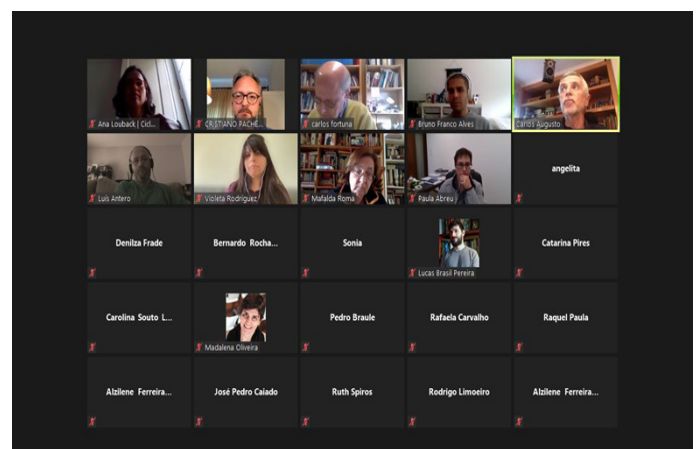 Ana Louback | Cicl...
CRISTIANO PACHE...
carlos fortuna
Bruno Franco Alves
Carlos Augusto
Luís Antero
Violeta Rodríguez
Mafalda Roma
Paula Abreu
angelita
Denilza Frade
Bernardo Rocha...
Sonia
Lucas Brasil Pereira
Catarina Pires
Carolina Souto L...
Madalena Oliveira
Pedro Braule
Rafaela Carvalho
Raquel Paula
Alzilene Ferreira...
José Pedro Caiado
Ruth Spiros
Rodrigo Limoeiro
Alzilene Ferreira...